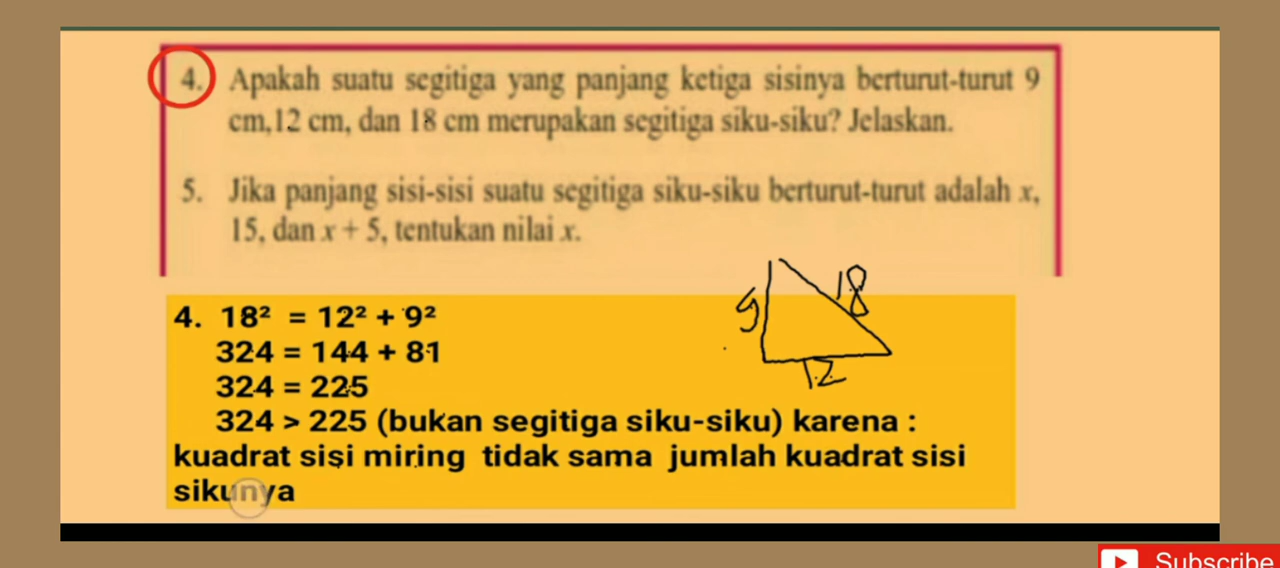 4. Apakah suatu segitiga yang panjang ketiga sisinya berturut-turut 9
cm,12 cm, dan 18 cm merupakan segitiga siku-siku? Jelaskan.
5. Jika panjang sisi-sisi suatu segitiga siku-siku berturut-turut adalah x,
15, dan x + 5, tentukan nilai x.
9
18
12
4. 18² = 12² + 9²
324 = 144 + 81
324 = 225
324 > 225 (bukan segitiga siku-siku) karena :
kuadrat sisi miring tidak sama jumlah kuadrat sisi
sikunya
Subscribe